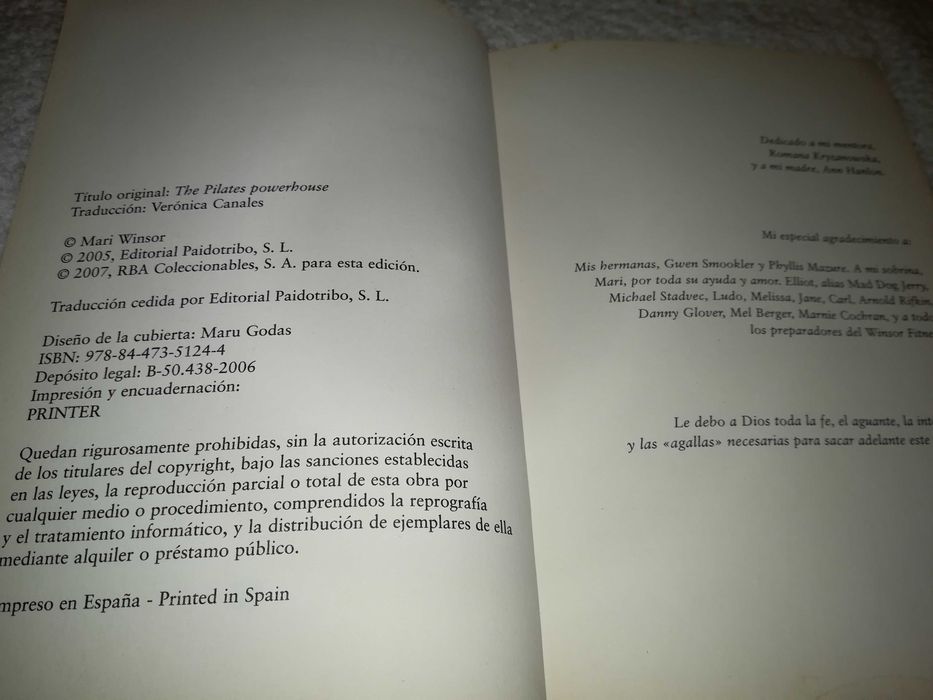 Título original: The Pilates powerhouse
Traducción: Verónica Canales
© Mari Winsor
© 2005, Editorial Paidotribo, S. L.
© 2007, RBA Coleccionables, S. A. para esta edición.
Traducción cedida por Editorial Paidotribo, S. L.
Diseño de la cubierta: Maru Godas
ISBN: 978-84-473-5124-4
Depósito legal: B-50.438-2006
Impresión y encuadernación:
PRINTER
Quedan rigurosamente prohibidas, sin la autorización escrita
de los titulares del copyright, bajo las sanciones establecidas
en las leyes, la reproducción parcial o total de esta obra por
cualquier medio o procedimiento, comprendidos la reprografía
y el tratamiento informático, y la distribución de ejemplares de ella
mediante alquiler o préstamo público.
mpreso en España - Printed in Spain
Dedicado a mi mentora,
Romana Kryzanowska,
y a mi madre, Ann Hanlon.
Mi especial agradecimiento a:
Mis hermanas, Gwen Smookler y Phyllis Mazure. A mi sobrina,
Mari, por toda su ayuda y amor. Elliot, alias Mad Dog Jerry,
Michael Stadvec, Ludo, Melissa, Jane, Carl, Arnold Rifkin,
Danny Glover, Mel Berger, Marnie Cochran, y a todo
los preparadores del Winsor Fitne
Le debo a Dios toda la fe, el aguante, la int
y las «agallas» necesarias para sacar adelante este